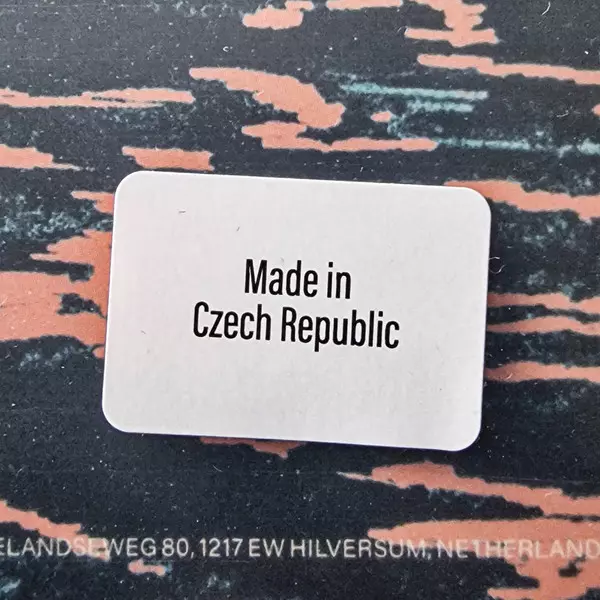 Made in
Czech Republic
ELANDSEWEG 80, 1217 EW HILVERSUM, NETHERLAND